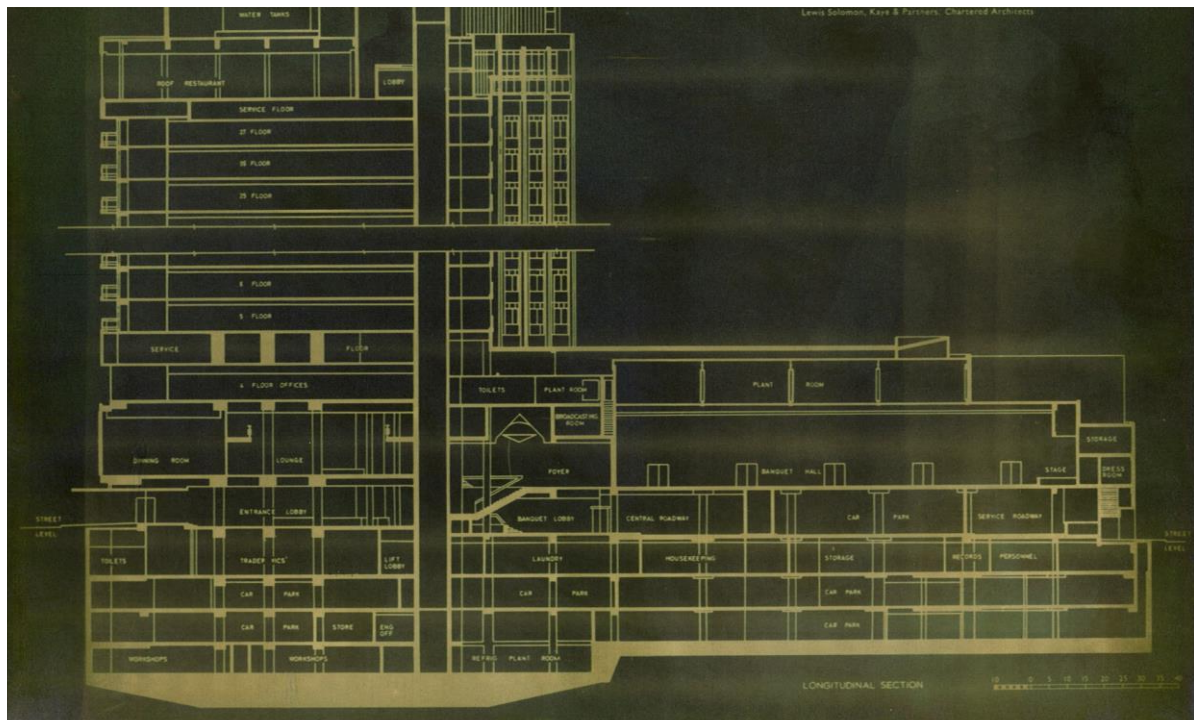 WATER TANKS
Lewis Solomon, Kaye & Partners. Chartered Architects
ROOF RESTAURANT
LOBBY
SERVICE FLOOR
27 FLOOR
26 FLOOR
25 FLOOR
6 FLOOR
5 FLOOR
SERVICE FLOOR
4 FLOOR OFFICES
TOILETS
PLANT ROOM
PLANT ROOM
BROADCASTING
ROOM
DINING ROOM
LOUNGE
FOYER
BANQUET HALL
STAGE
STORAGE
DRESS
ROOM
ENTRANCE LOBBY
BANQUET LOBBY
CENTRAL ROADWAY
CAR PARK
SERVICE ROADWAY
STREET
LEVEL
STREET
LEVEL
TOILETS
LIFT
LOBBY
LAUNDRY
HOUSEKEEPING
STORAGE
RECORDS
PERSONNEL
CAR PARK
CAR PARK
CAR PARK
CAR PARK
STORE
ENG
OFF
CAR PARK
WORKSHOPS
WORKSHOPS
REFRIG PLANT ROOM
LONGITUDINAL SECTION
10 0 5 10 15 20 25 30 35 40